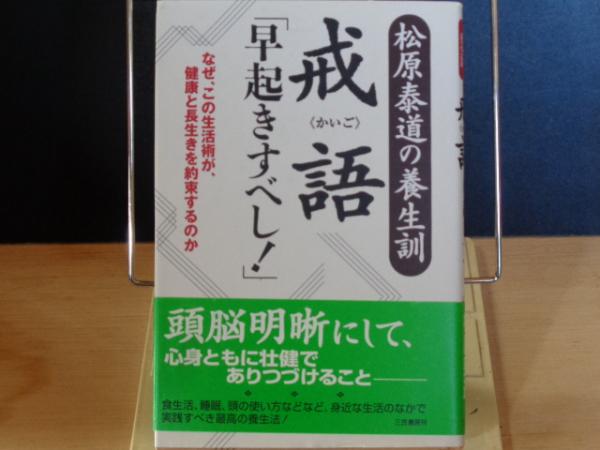 松原泰道の養生訓
戒語
〈かいご〉
「早起きすべし!」
なぜ、この生活術が、
健康と長生きを約束するのか
頭脳明晰にして、
心身ともに壮健で
ありつづけること――
食生活、睡眠、頭の使い方などなど、身近な生活のなかで
実践すべき最高の養生法!
三笠書房刊
戒語